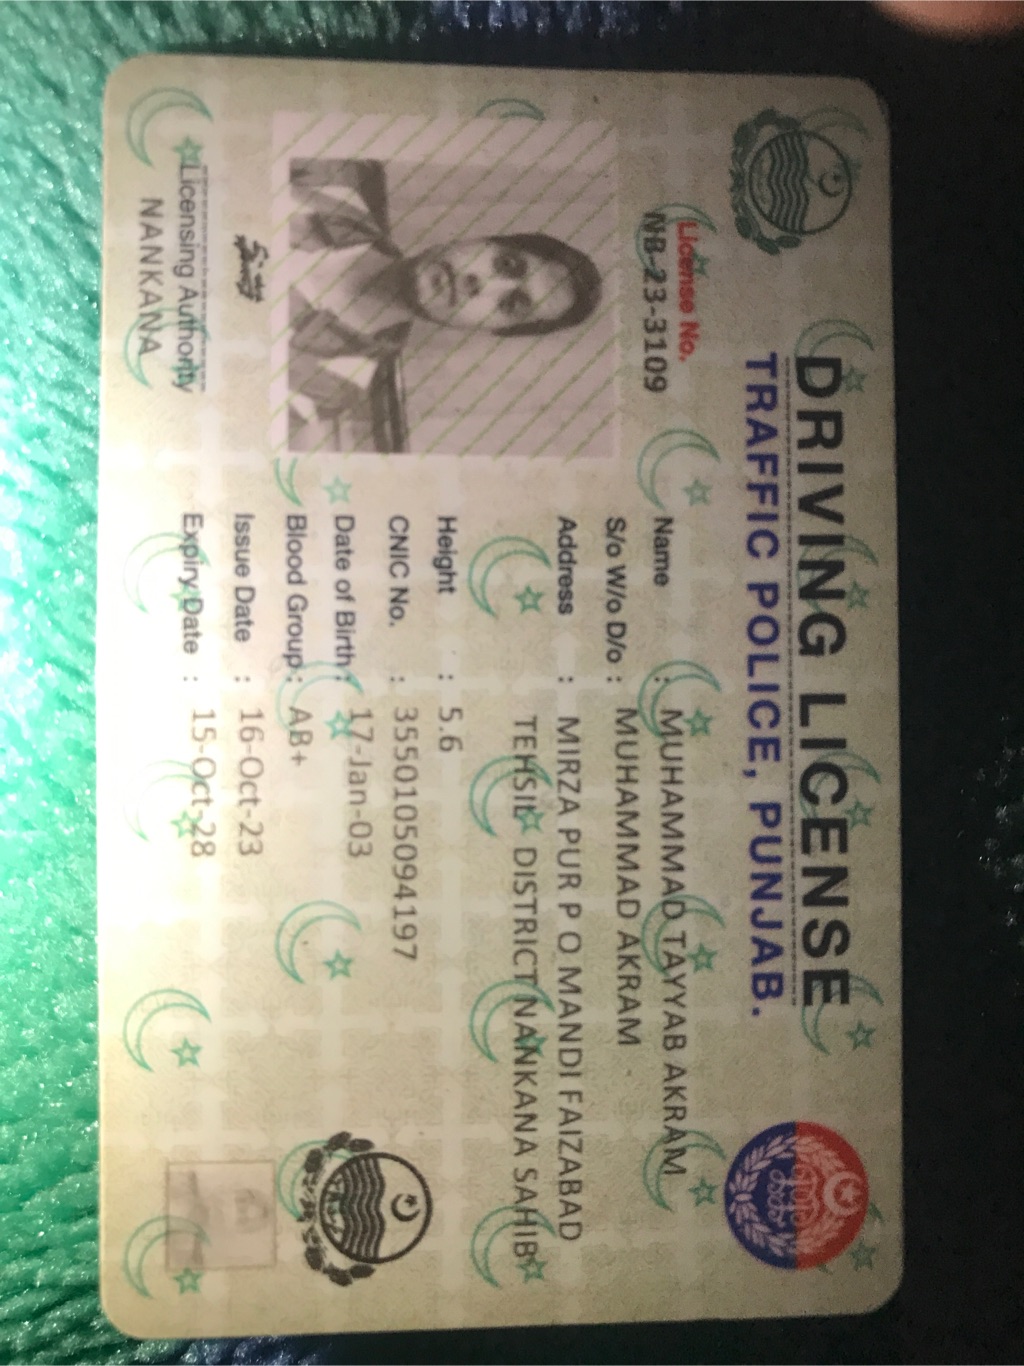 DRIVING LICENSE
TRAFFIC POLICE, PUNJAB.
License No.
NB-23-3109
Name : MUHAMMAD TAYYAB AKRAM
S/o W/o D/o : MUHAMMAD AKRAM
Address : MIRZA PUR P O MANDI FAIZABAD
TEHSIL DISTRICT NANKANA SAHIB
Height : 5.6
CNIC No. : 3550105094197
Date of Birth : 17-Jan-03
Blood Group : AB+
Issue Date : 16-Oct-23
Expiry Date : 15-Oct-28
Licensing Authority
NANKANA